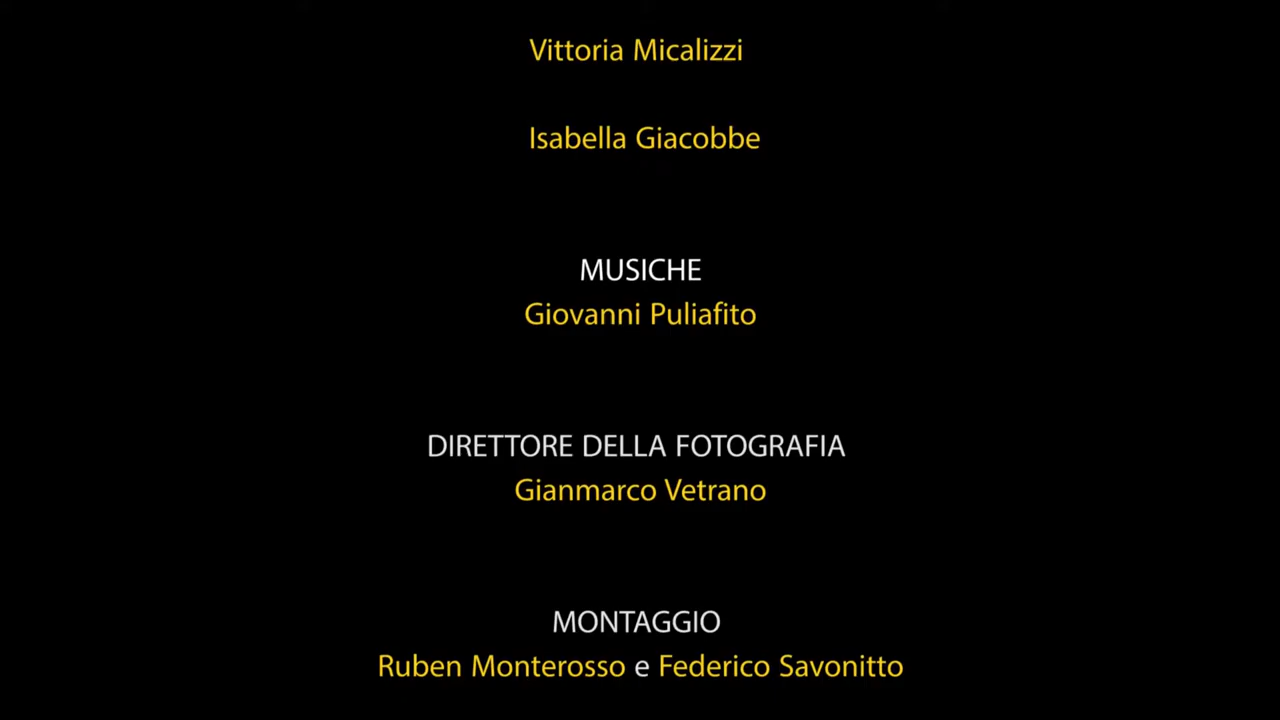 Vittoria Micalizzi
Isabella Giacobbe
MUSICHE
Giovanni Puliafito
DIRETTORE DELLA FOTOGRAFIA
Gianmarco Vetrano
MONTAGGIO
Ruben Monterosso e Federico Savonitto